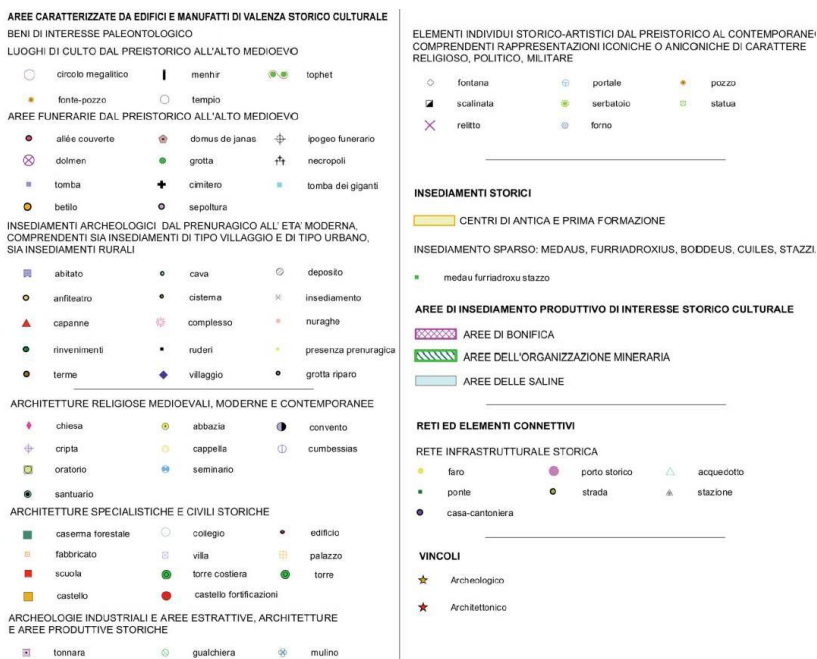 AREE CARATTERIZZATE DA EDIFICI E MANUFATTI DI VALENZA STORICO CULTURALE
BENI DI INTERESSE PALEONTOLOGICO
LUOGHI DI CULTO DAL PREISTORICO ALL'ALTO MEDIOEVO
circolo megalitico menhir tophet
fonte-pozzo tempio
AREE FUNERARIE DAL PREISTORICO ALL'ALTO MEDIOEVO
allée couverte domus de janas ipogeo funerario
dolmen grotta necropoli
tomba cimitero tomba dei giganti
betilo sepoltura
INSEDIAMENTI ARCHEOLOGICI DAL PRENURAGICO ALL' ETA' MODERNA,
COMPRENDENTI SIA INSEDIAMENTI DI TIPO VILLAGGIO E DI TIPO URBANO,
SIA INSEDIAMENTI RURALI
abitato cava deposito
anfiteatro cisterna insediamento
capanne complesso nuraghe
rinvenimenti ruderi presenza prenuragica
terme villaggio grotta riparo
ARCHITETTURE RELIGIOSE MEDIOEVALI, MODERNE E CONTEMPORANEE
chiesa abbazia convento
cripta cappella cumbessias
oratorio seminario
santuario
ARCHITETTURE SPECIALISTICHE E CIVILI STORICHE
caserma forestale collegio edificio
fabbricato villa palazzo
scuola torre costiera torre
castello castello fortificazioni
ARCHEOLOGIE INDUSTRIALI E AREE ESTRATTIVE, ARCHITETTURE
E AREE PRODUTTIVE STORICHE
tonnara gualchiera mulino
ELEMENTI INDIVIDUI STORICO-ARTISTICI DAL PREISTORICO AL CONTEMPORANEO
COMPRENDENTI RAPPRESENTAZIONI ICONICHE O ANICONICHE DI CARATTERE
RELIGIOSO, POLITICO, MILITARE
fontana portale pozzo
scalinata serbatoio statua
relitto forno
INSEDIAMENTI STORICI
CENTRI DI ANTICA E PRIMA FORMAZIONE
INSEDIAMENTO SPARSO: MEDAUS, FURRIADROXIUS, BODDEUS, CUILES, STAZZI
medau furriadroxu stazzo
AREE DI INSEDIAMENTO PRODUTTIVO DI INTERESSE STORICO CULTURALE
AREE DI BONIFICA
AREE DELL'ORGANIZZAZIONE MINERARIA
AREE DELLE SALINE
RETI ED ELEMENTI CONNETTIVI
RETE INFRASTRUTTURALE STORICA
faro porto storico acquedotto
ponte strada stazione
casa-cantoniera
VINCOLI
Archeologico
Architettonico